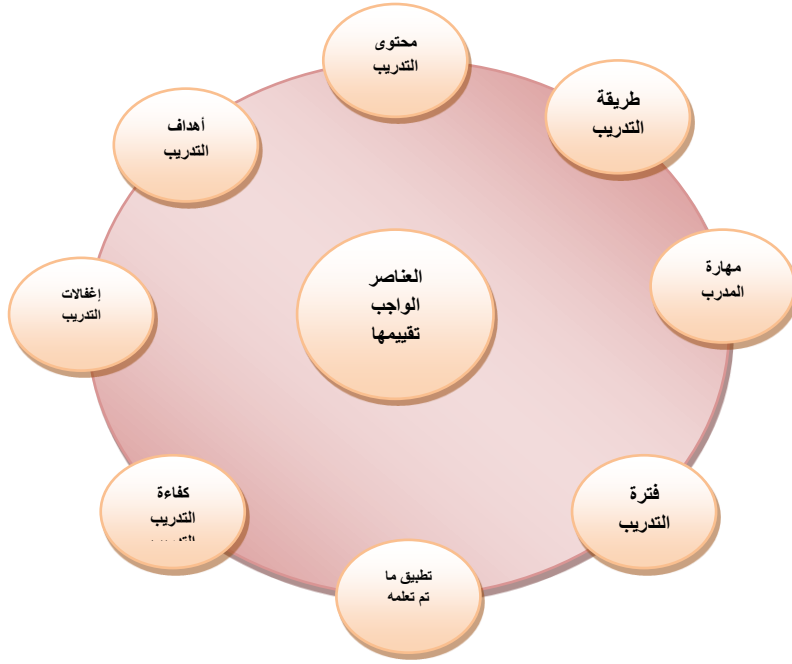 محتوى
التدريب
طريقة
التدريب
أهداف
التدريب
مهارة
المدرب
العناصر
الواجب
تقييمها
إغفالات
التدريب
كفاءة
التدريب
فترة
التدريب
تطبيق ما
تم تعلمه